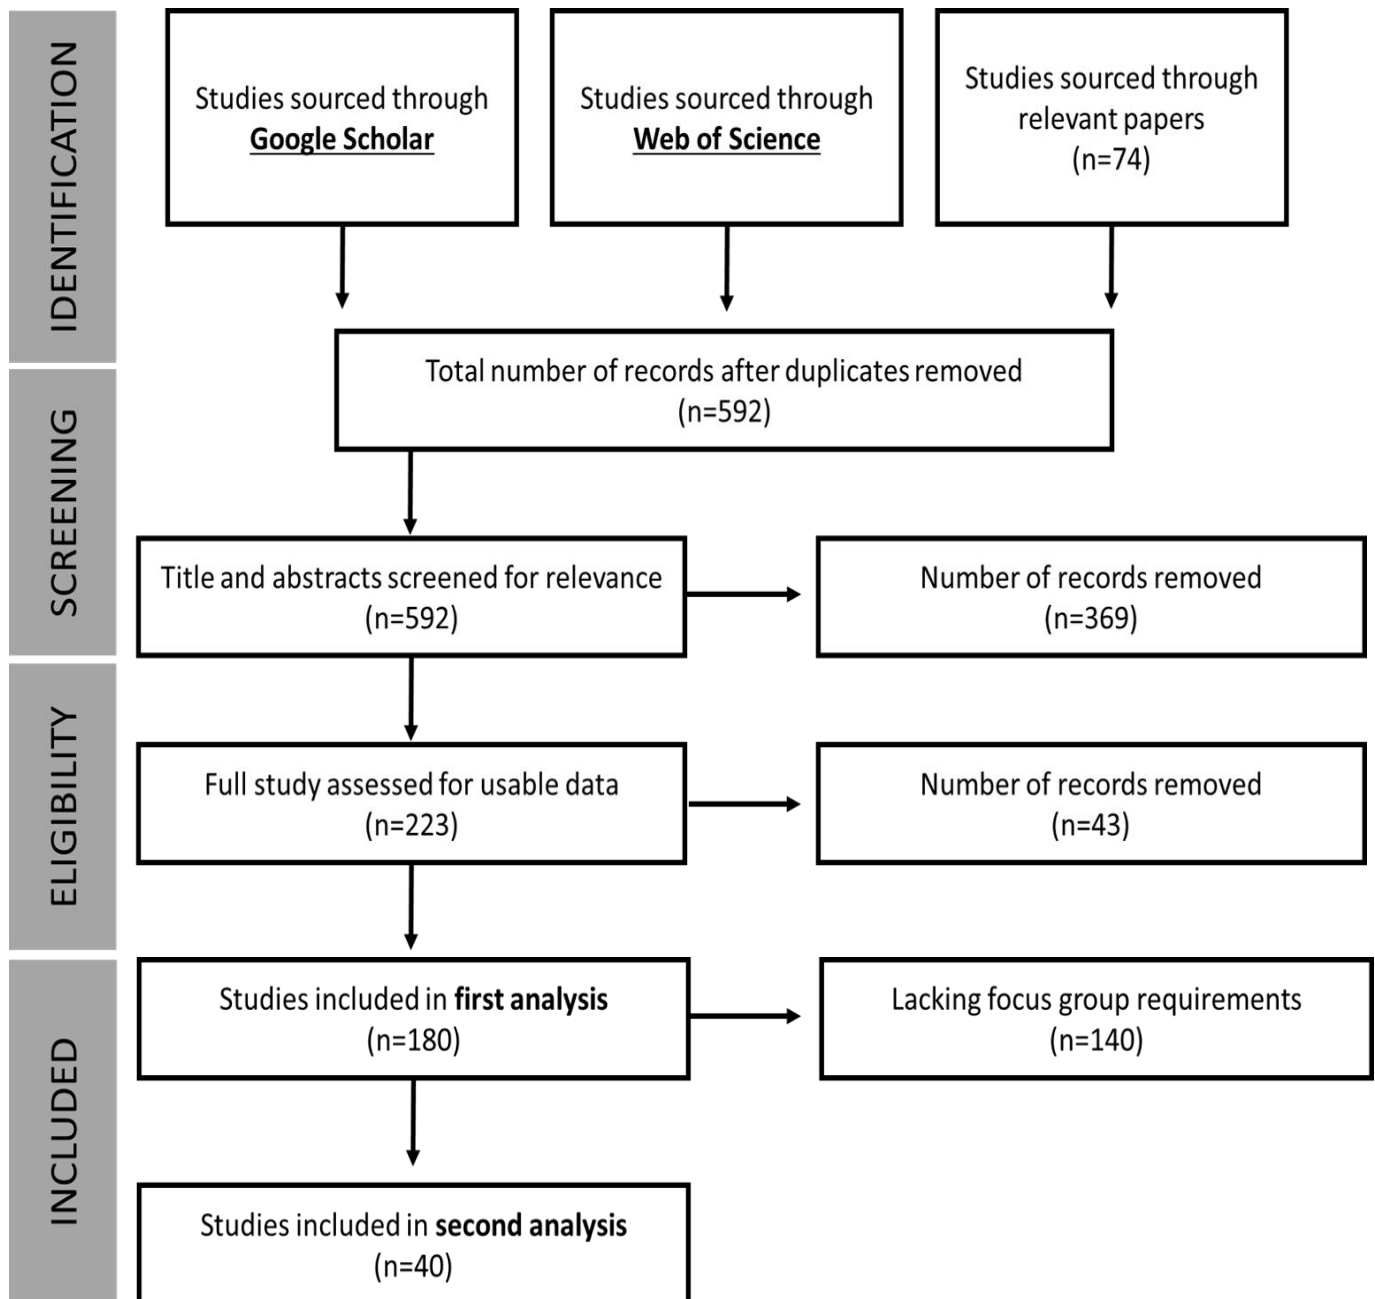 IDENTIFICATION
Studies sourced through
Google Scholar
Studies sourced through
Web of Science
Studies sourced through
relevant papers
(n=74)
Total number of records after duplicates removed
(n=592)
SCREENING
Title and abstracts screened for relevance
(n=592)
Number of records removed
(n=369)
ELIGIBILITY
Full study assessed for usable data
(n=223)
Number of records removed
(n=43)
INCLUDED
Studies included in first analysis
(n=180)
Lacking focus group requirements
(n=140)
Studies included in second analysis
(n=40)